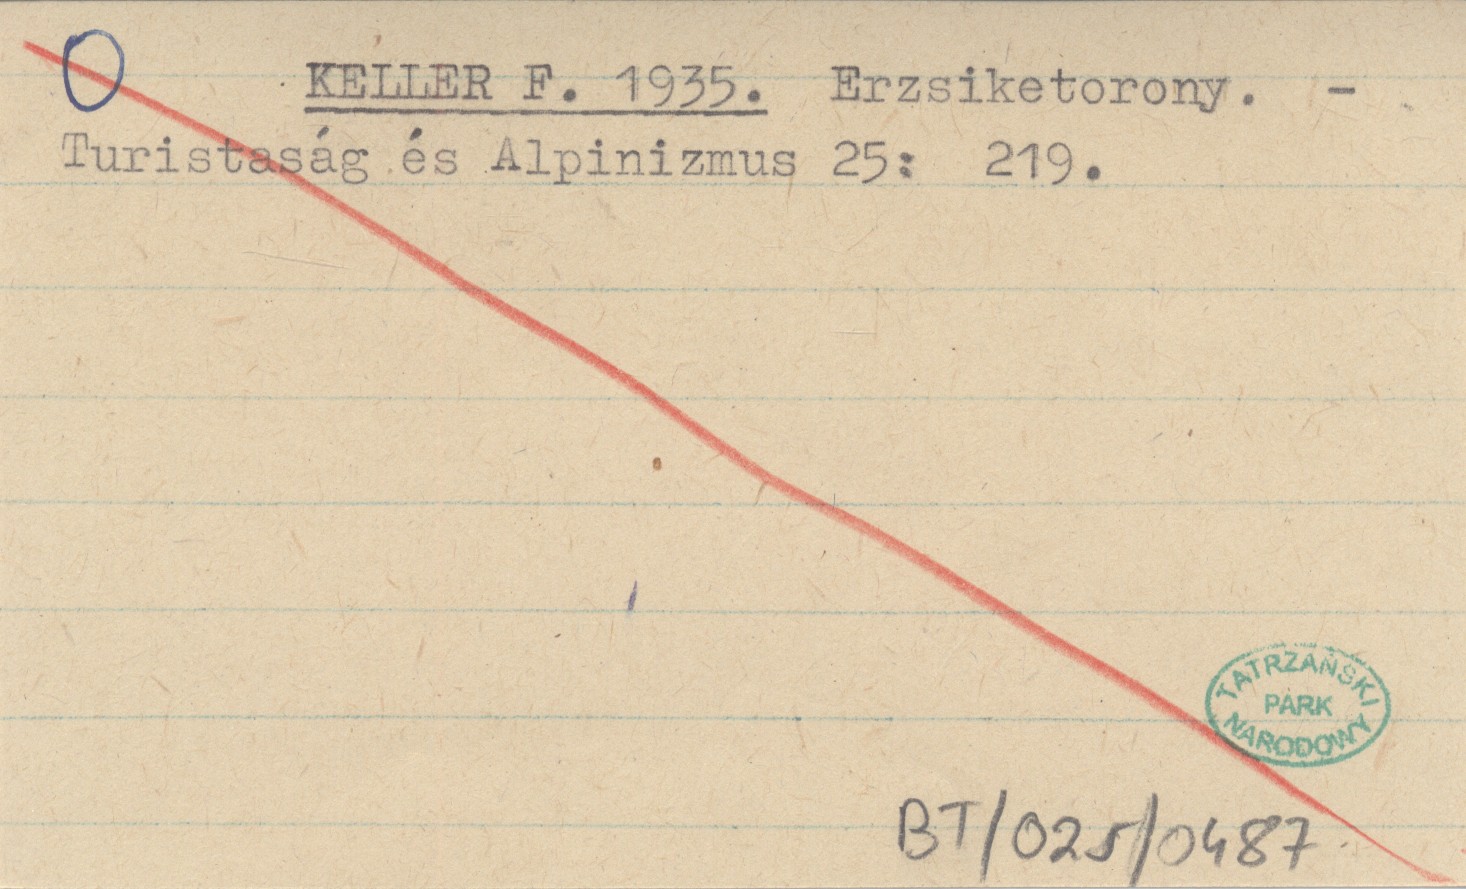 KELLER F. 1935. Erzsiketorony. -
Turistaság és Alpinizmus 25: 219.
TATRZAŃSKI
PARK
NARODOWY
BT/025/0487